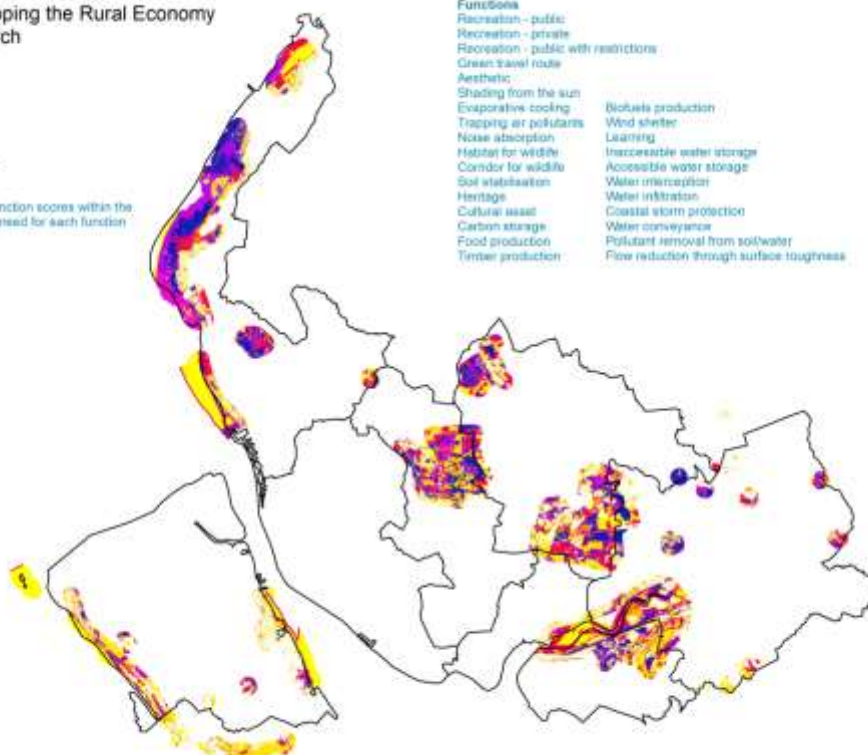 ping the Rural Economy
rch
nction scores within the
need for each function
Functions
Recreation - public
Recreation - private
Recreation - public with restrictions
Green travel route
Aesthetic
Shading from the sun
Evaporative cooling
Trapping air pollutants
Noise absorption
Habitat for wildlife
Corridor for wildlife
Soil stabilisation
Heritage
Cultural asset
Carbon storage
Food production
Timber production
Biofuels production
Wind shelter
Learning
Inaccessible water storage
Accessible water storage
Water interception
Water infiltration
Coastal storm protection
Water conveyance
Pollutant removal from soil/water
Flow reduction through surface roughness